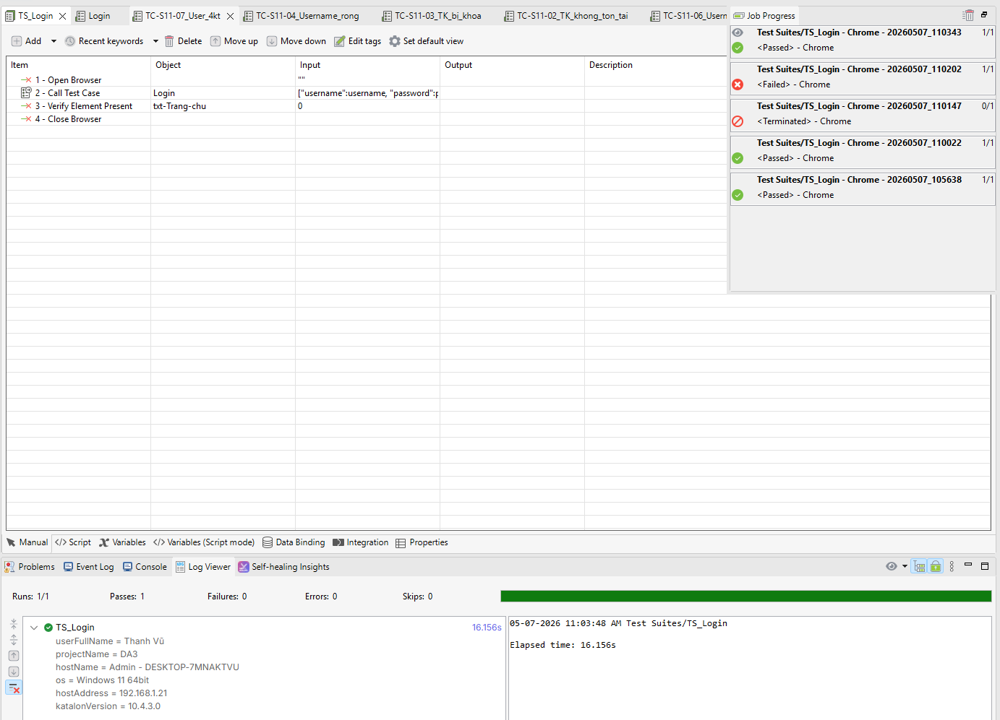 TS_Login Login TC-S11-07_User_4kt TC-S11-04_Username_rong TC-S11-03_TK_bi_khoa TC-S11-02_TK_khong_ton_tai TC-S11-06_Usern
Add Recent keywords Delete Move up Move down Edit tags Set default view
Item Object Input Output Description
1 - Open Browser ""
2 - Call Test Case Login ["username":username, "password":p
3 - Verify Element Present txt-Trang-chu 0
4 - Close Browser
Job Progress
Test Suites/TS_Login - Chrome - 20260507_110343 1/1
<Passed> - Chrome
Test Suites/TS_Login - Chrome - 20260507_110202 1/1
<Failed> - Chrome
Test Suites/TS_Login - Chrome - 20260507_110147 0/1
<Terminated> - Chrome
Test Suites/TS_Login - Chrome - 20260507_110022 1/1
<Passed> - Chrome
Test Suites/TS_Login - Chrome - 20260507_105638 1/1
<Passed> - Chrome
Manual </> Script Variables </> Variables (Script mode) Data Binding Integration Properties
Problems Event Log Console Log Viewer Self-healing Insights
Runs: 1/1 Passes: 1 Failures: 0 Errors: 0 Skips: 0
TS_Login 16.156s
userFullName = Thanh Vũ
projectName = DA3
hostName = Admin - DESKTOP-7MNAKTVU
os = Windows 11 64bit
hostAddress = 192.168.1.21
katalonVersion = 10.4.3.0
05-07-2026 11:03:48 AM Test Suites/TS_Login
Elapsed time: 16.156s